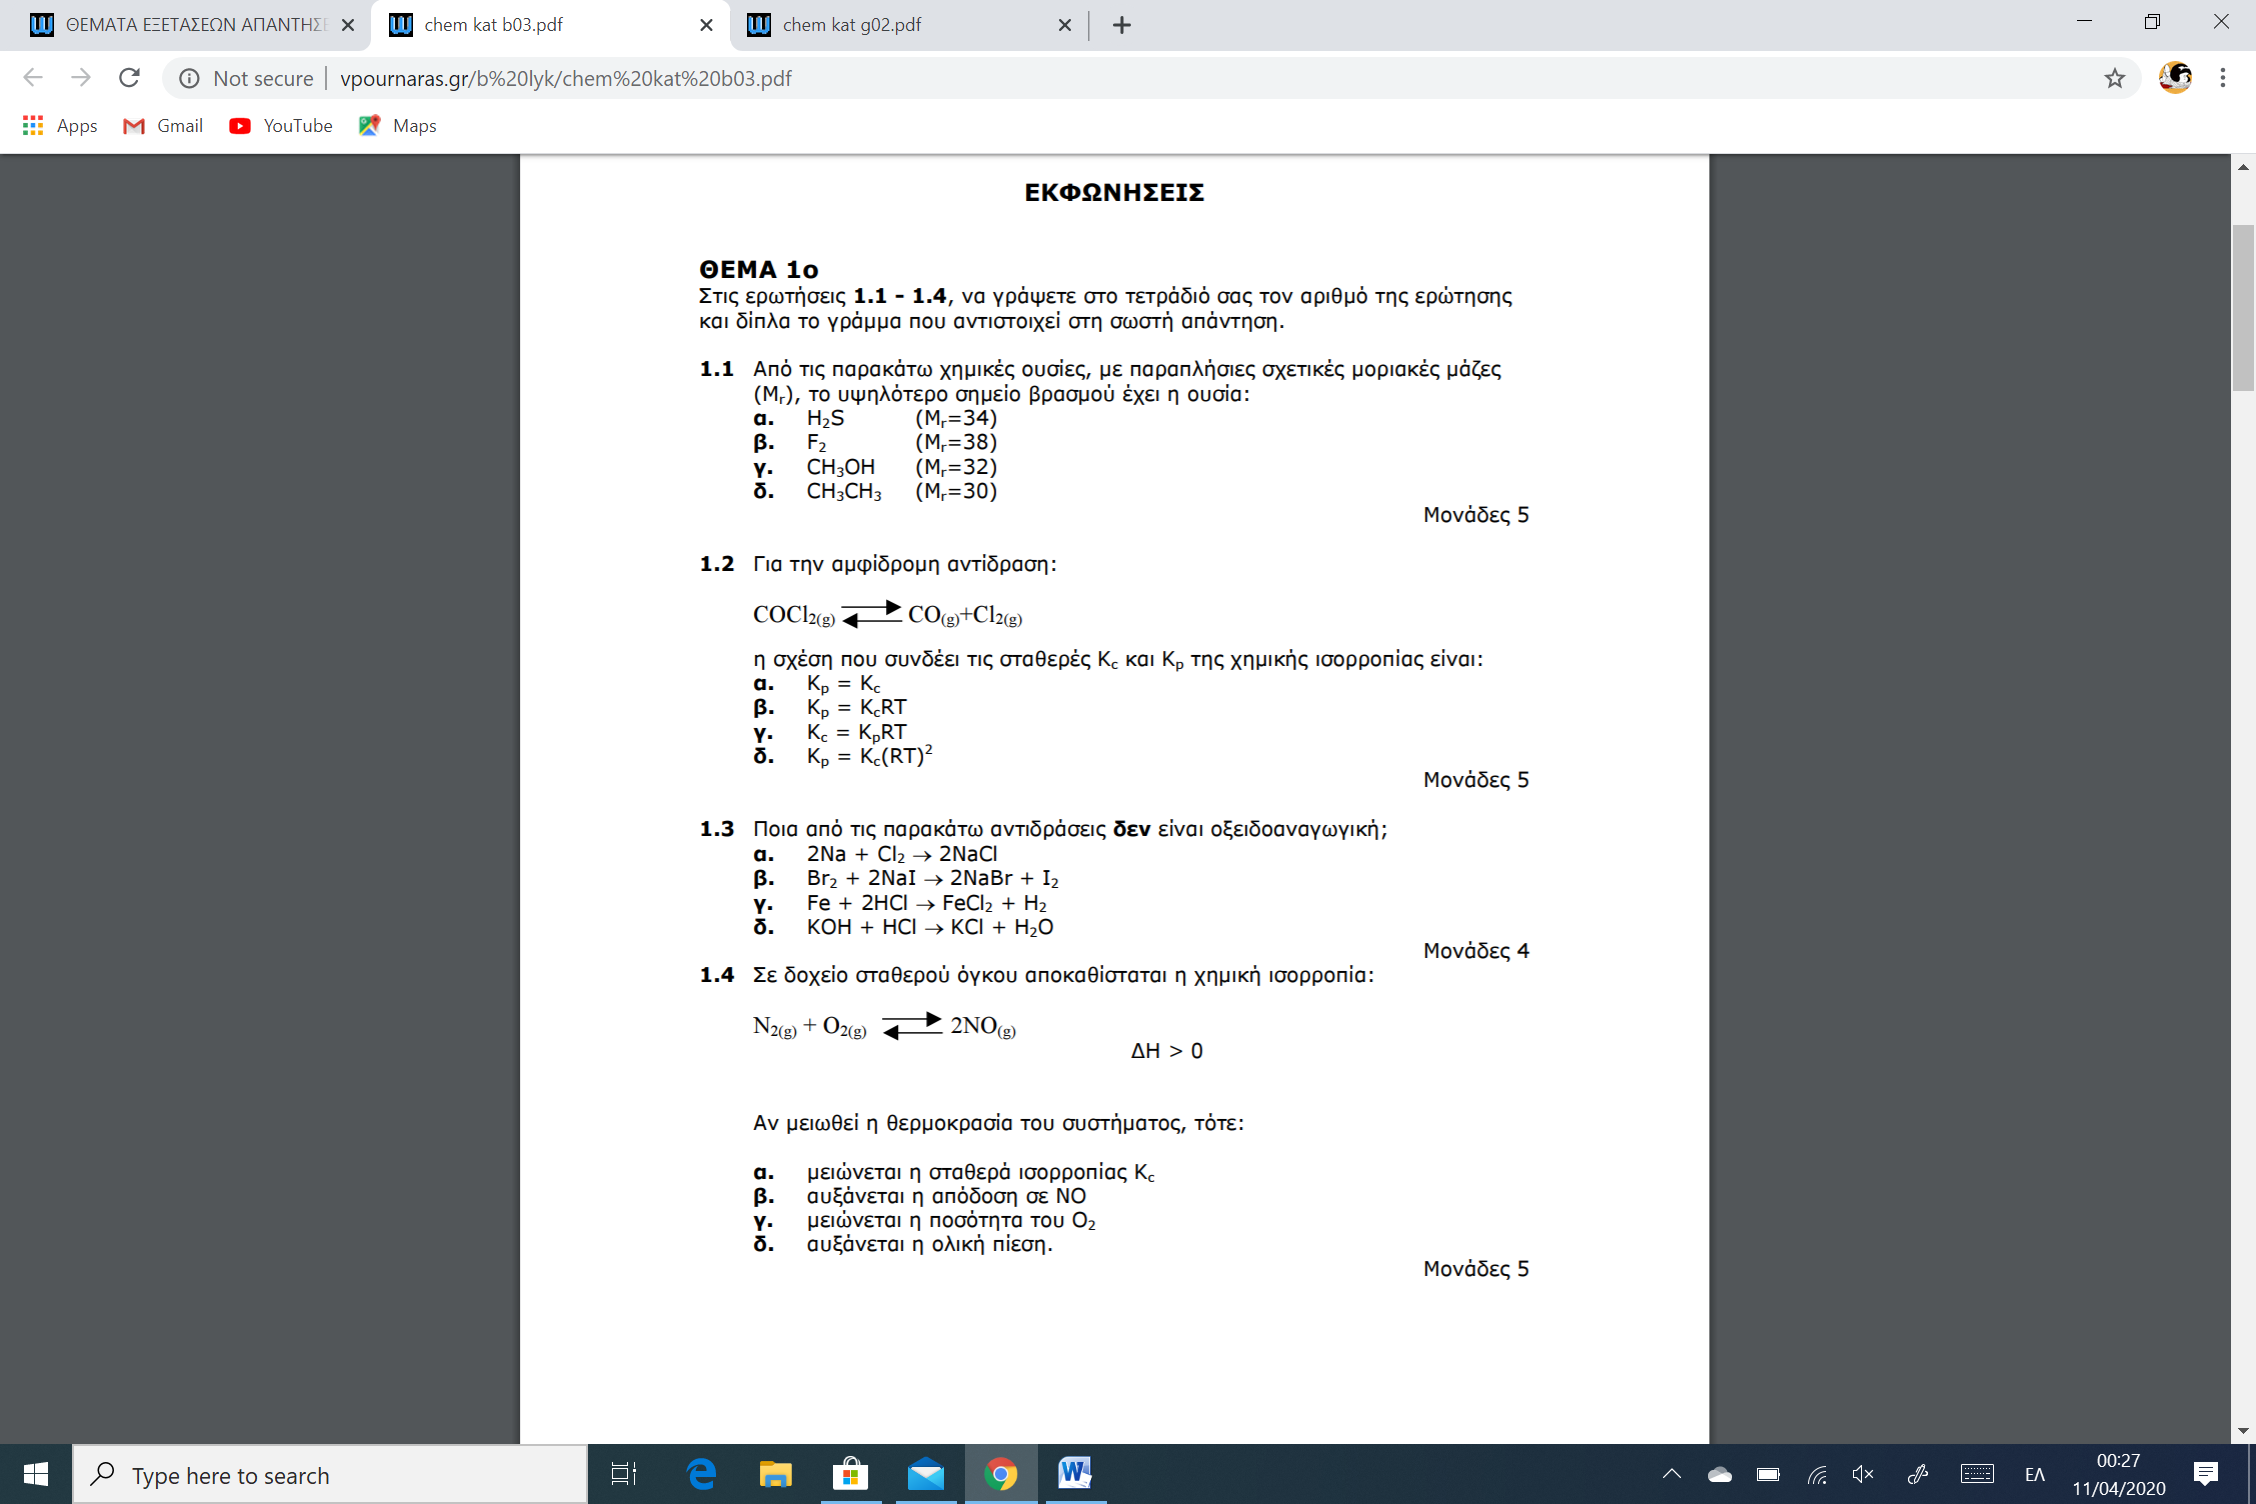 ΘΕΜΑΤΑ ΕΞΕΤΑΣΕΩΝ ΑΠΑΝΤΗΣΕ
chem kat b03.pdf
chem kat g02.pdf
Not secure
vpournaras.gr/b%20lyk/chem%20kat%20b03.pdf
Apps
Gmail
YouTube
Maps
ΕΚΦΩΝΗΣΕΙΣ
ΘΕΜΑ 1ο
Στις ερωτήσεις 1.1 - 1.4, να γράψετε στο τετράδιό σας τον αριθμό της ερώτησης
και δίπλα το γράμμα που αντιστοιχεί στη σωστή απάντηση.
1.1 Από τις παρακάτω χημικές ουσίες, με παραπλήσιες σχετικές μοριακές μάζες
(Mr), το υψηλότερο σημείο βρασμού έχει η ουσία:
α. H2S (Mr=34)
β. F2 (Mr=38)
γ. CH3OH (Mr=32)
δ. CH3CH3 (Mr=30)
Μονάδες 5
1.2 Για την αμφίδρομη αντίδραση:
COCl2(g) ⇄ CO(g)+Cl2(g)
η σχέση που συνδέει τις σταθερές Kc και Kp της χημικής ισορροπίας είναι:
α. Kp = Kc
β. Kp = KcRT
γ. Kc = KpRT
δ. Kp = Kc(RT)²
Μονάδες 5
1.3 Ποια από τις παρακάτω αντιδράσεις δεν είναι οξειδοαναγωγική;
α. 2Na + Cl2 → 2NaCl
β. Br2 + 2NaI → 2NaBr + I2
γ. Fe + 2HCl → FeCl2 + H2
δ. KOH + HCl → KCl + H2O
Μονάδες 4
1.4 Σε δοχείο σταθερού όγκου αποκαθίσταται η χημική ισορροπία:
N2(g) + O2(g) ⇄ 2NO(g)
ΔH > 0
Αν μειωθεί η θερμοκρασία του συστήματος, τότε:
α. μειώνεται η σταθερά ισορροπίας Kc
β. αυξάνεται η απόδοση σε NO
γ. μειώνεται η ποσότητα του O2
δ. αυξάνεται η ολική πίεση.
Μονάδες 5
Type here to search
ΕΛ
00:27
11/04/2020